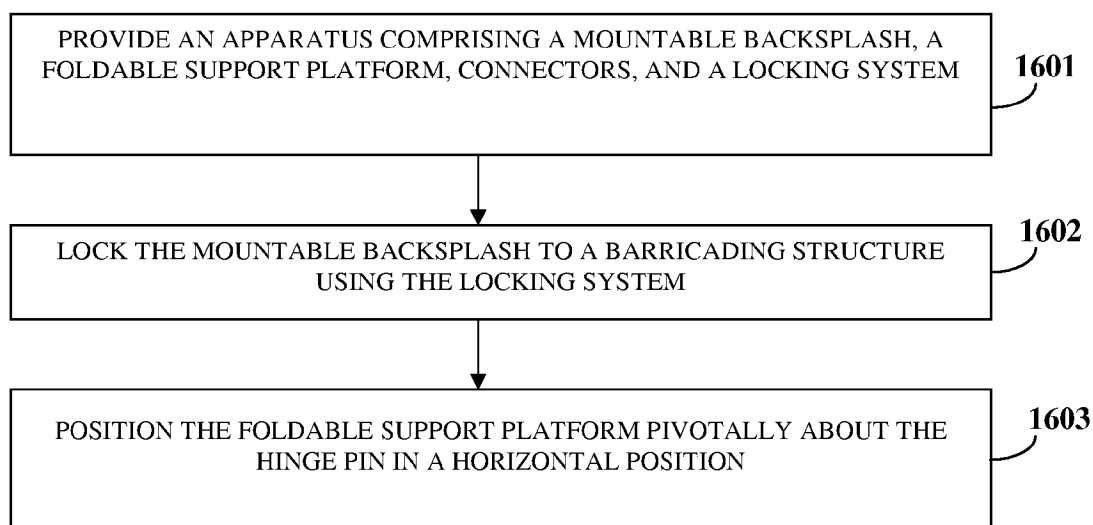 PROVIDE AN APPARATUS COMPRISING A MOUNTABLE BACKSPLASH, A
FOLDABLE SUPPORT PLATFORM, CONNECTORS, AND A LOCKING SYSTEM
1601
LOCK THE MOUNTABLE BACKSPLASH TO A BARRICADING STRUCTURE
USING THE LOCKING SYSTEM
1602
POSITION THE FOLDABLE SUPPORT PLATFORM PIVOTALLY ABOUT THE
HINGE PIN IN A HORIZONTAL POSITION
1603